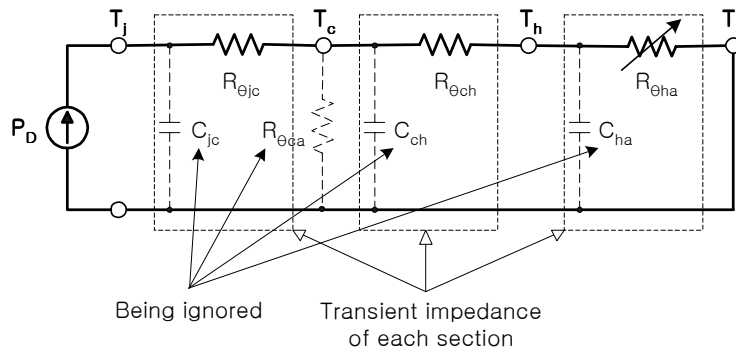 Tj Tc Th T
Rθjc Rθch Rθha
PD
Cjc Rθca Cch Cha
Being ignored Transient impedance
of each section